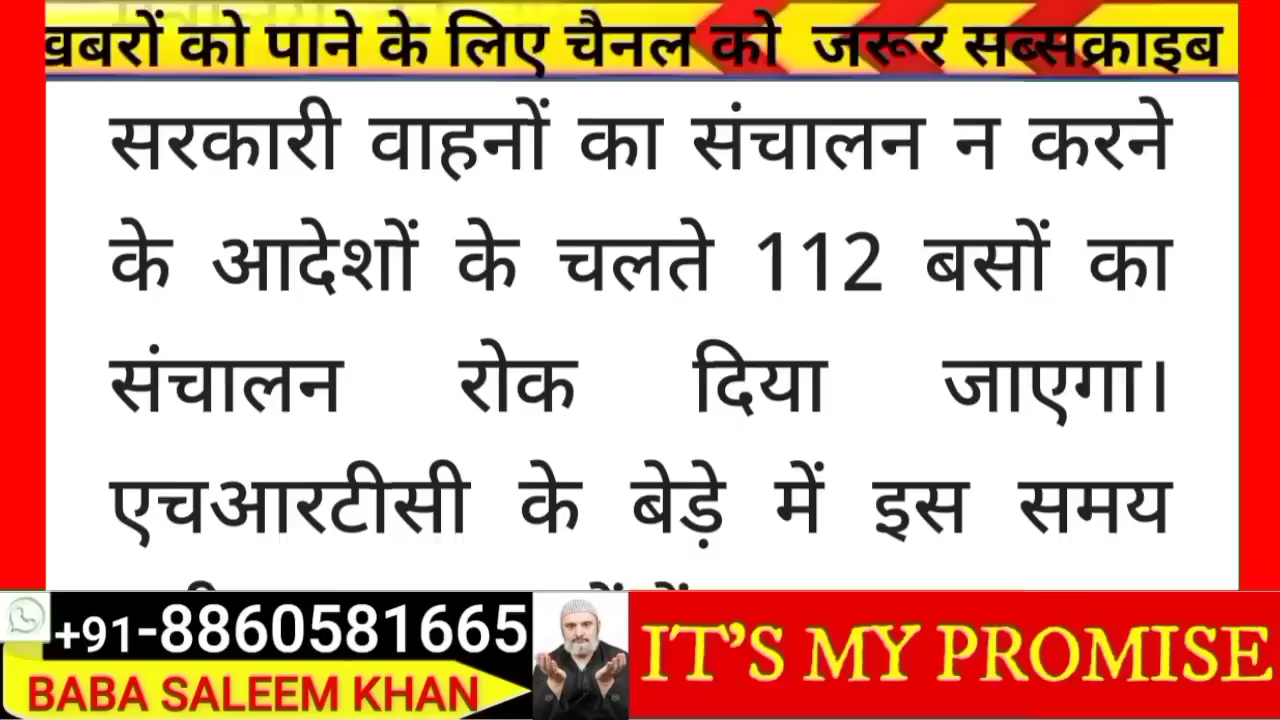 खबरों को पाने के लिए चैनल को जरूर सब्सक्राइब
सरकारी वाहनों का संचालन न करने
के आदेशों के चलते 112 बसों का
संचालन रोक दिया जाएगा।
एचआरटीसी के बेड़े में इस समय
+91-8860581665
BABA SALEEM KHAN
IT'S MY PROMISE